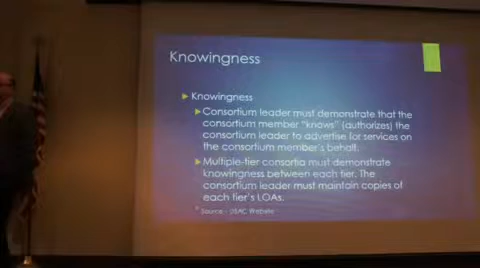 Knowingness
Knowingness
Consortium leader must demonstrate that the
consortium member "knows" (authorizes) the
consortium leader to advertise for services on
the consortium member's behalf.
Multiple-tier consortia must demonstrate
knowingness between each tier. The
consortium leader must maintain copies of
each tier's LOAs.
* Source - USAC Website